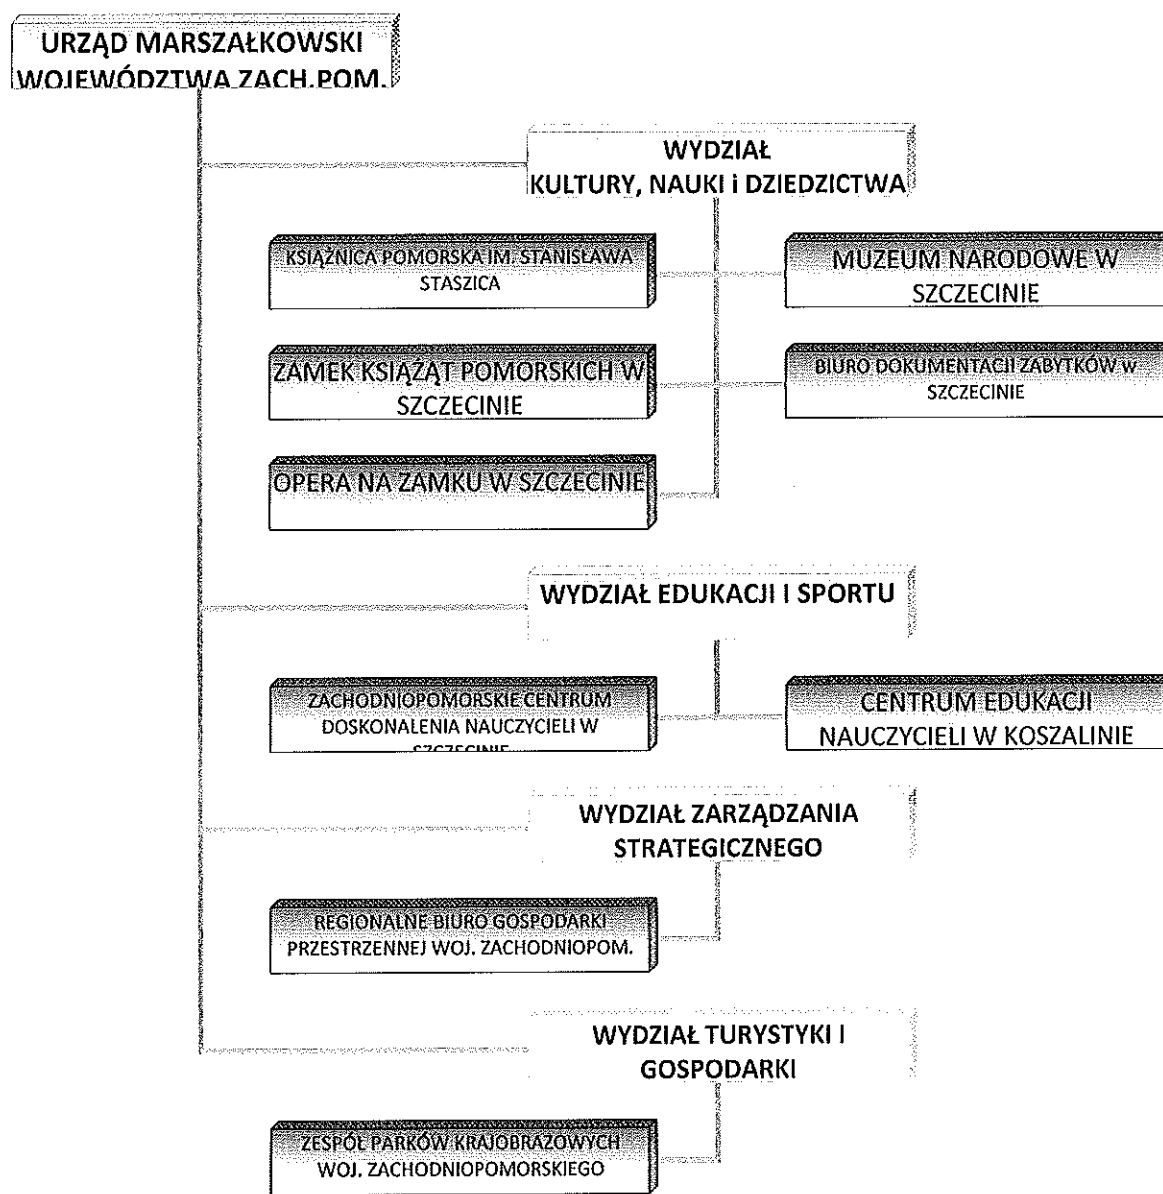 URZĄD MARSZAŁKOWSKI
WOJEWÓDZTWA ZACH.POM.
WYDZIAŁ
KULTURY, NAUKI i DZIEDZICTWA
KSIĄŻNICA POMORSKA IM. STANISŁAWA
STASZICA
MUZEUM NARODOWE W
SZCZECINIE
ZAMEK KSIĄŻĄT POMORSKICH W
SZCZECINIE
BIURO DOKUMENTACJI ZABYTKÓW w
SZCZECINIE
OPERA NA ZAMKU W SZCZECINIE
WYDZIAŁ EDUKACJI I SPORTU
ZACHODNIOPOMORSKIE CENTRUM
DOSKONALENIA NAUCZYCIELI W
SZCZECINIE
CENTRUM EDUKACJI
NAUCZYCIELI W KOSZALINIE
WYDZIAŁ ZARZĄDZANIA
STRATEGICZNEGO
REGIONALNE BIURO GOSPODARKI
PRZESTRZENNEJ WOJ. ZACHODNIOPOM.
WYDZIAŁ TURYSTYKI I
GOSPODARKI
ZESPÓŁ PARKÓW KRAJOBRAZOWYCH
WOJ. ZACHODNIOPOMORSKIEGO